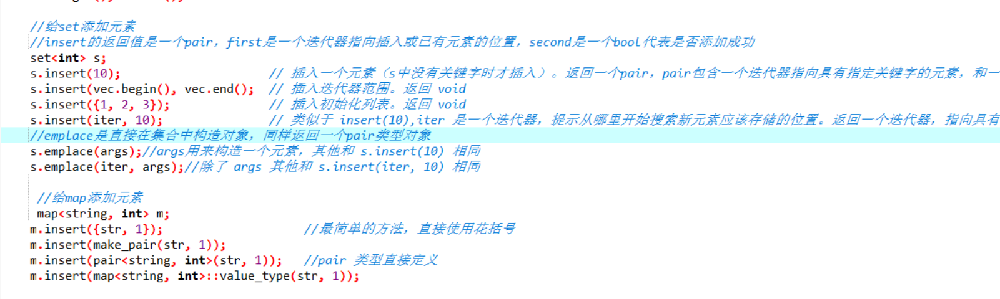 //给set添加元素
//insert的返回值是一个pair，first是一个迭代器指向插入或已有元素的位置，second是一个bool代表是否添加成功
set<int> s;
s.insert(10);                     // 插入一个元素（s中没有关键字时才插入）。返回一个pair，pair包含一个迭代器指向具有指定关键字的元素，和一
s.insert(vec.begin(), vec.end();  // 插入迭代器范围。返回 void
s.insert({1, 2, 3});              // 插入初始化列表。返回 void
s.insert(iter, 10);               // 类似于 insert(10),iter 是一个迭代器，提示从哪里开始搜索新元素应该存储的位置。返回一个迭代器，指向具有
//emplace是直接在集合中构造对象，同样返回一个pair类型对象
s.emplace(args);//args用来构造一个元素，其他和 s.insert(10) 相同
s.emplace(iter, args);//除了 args 其他和 s.insert(iter, 10) 相同
//给map添加元素
map<string, int> m;
m.insert({str, 1});                    //最简单的方法，直接使用花括号
m.insert(make_pair(str, 1));
m.insert(pair<string, int>(str, 1));   //pair 类型直接定义
m.insert(map<string, int>::value_type(str, 1));